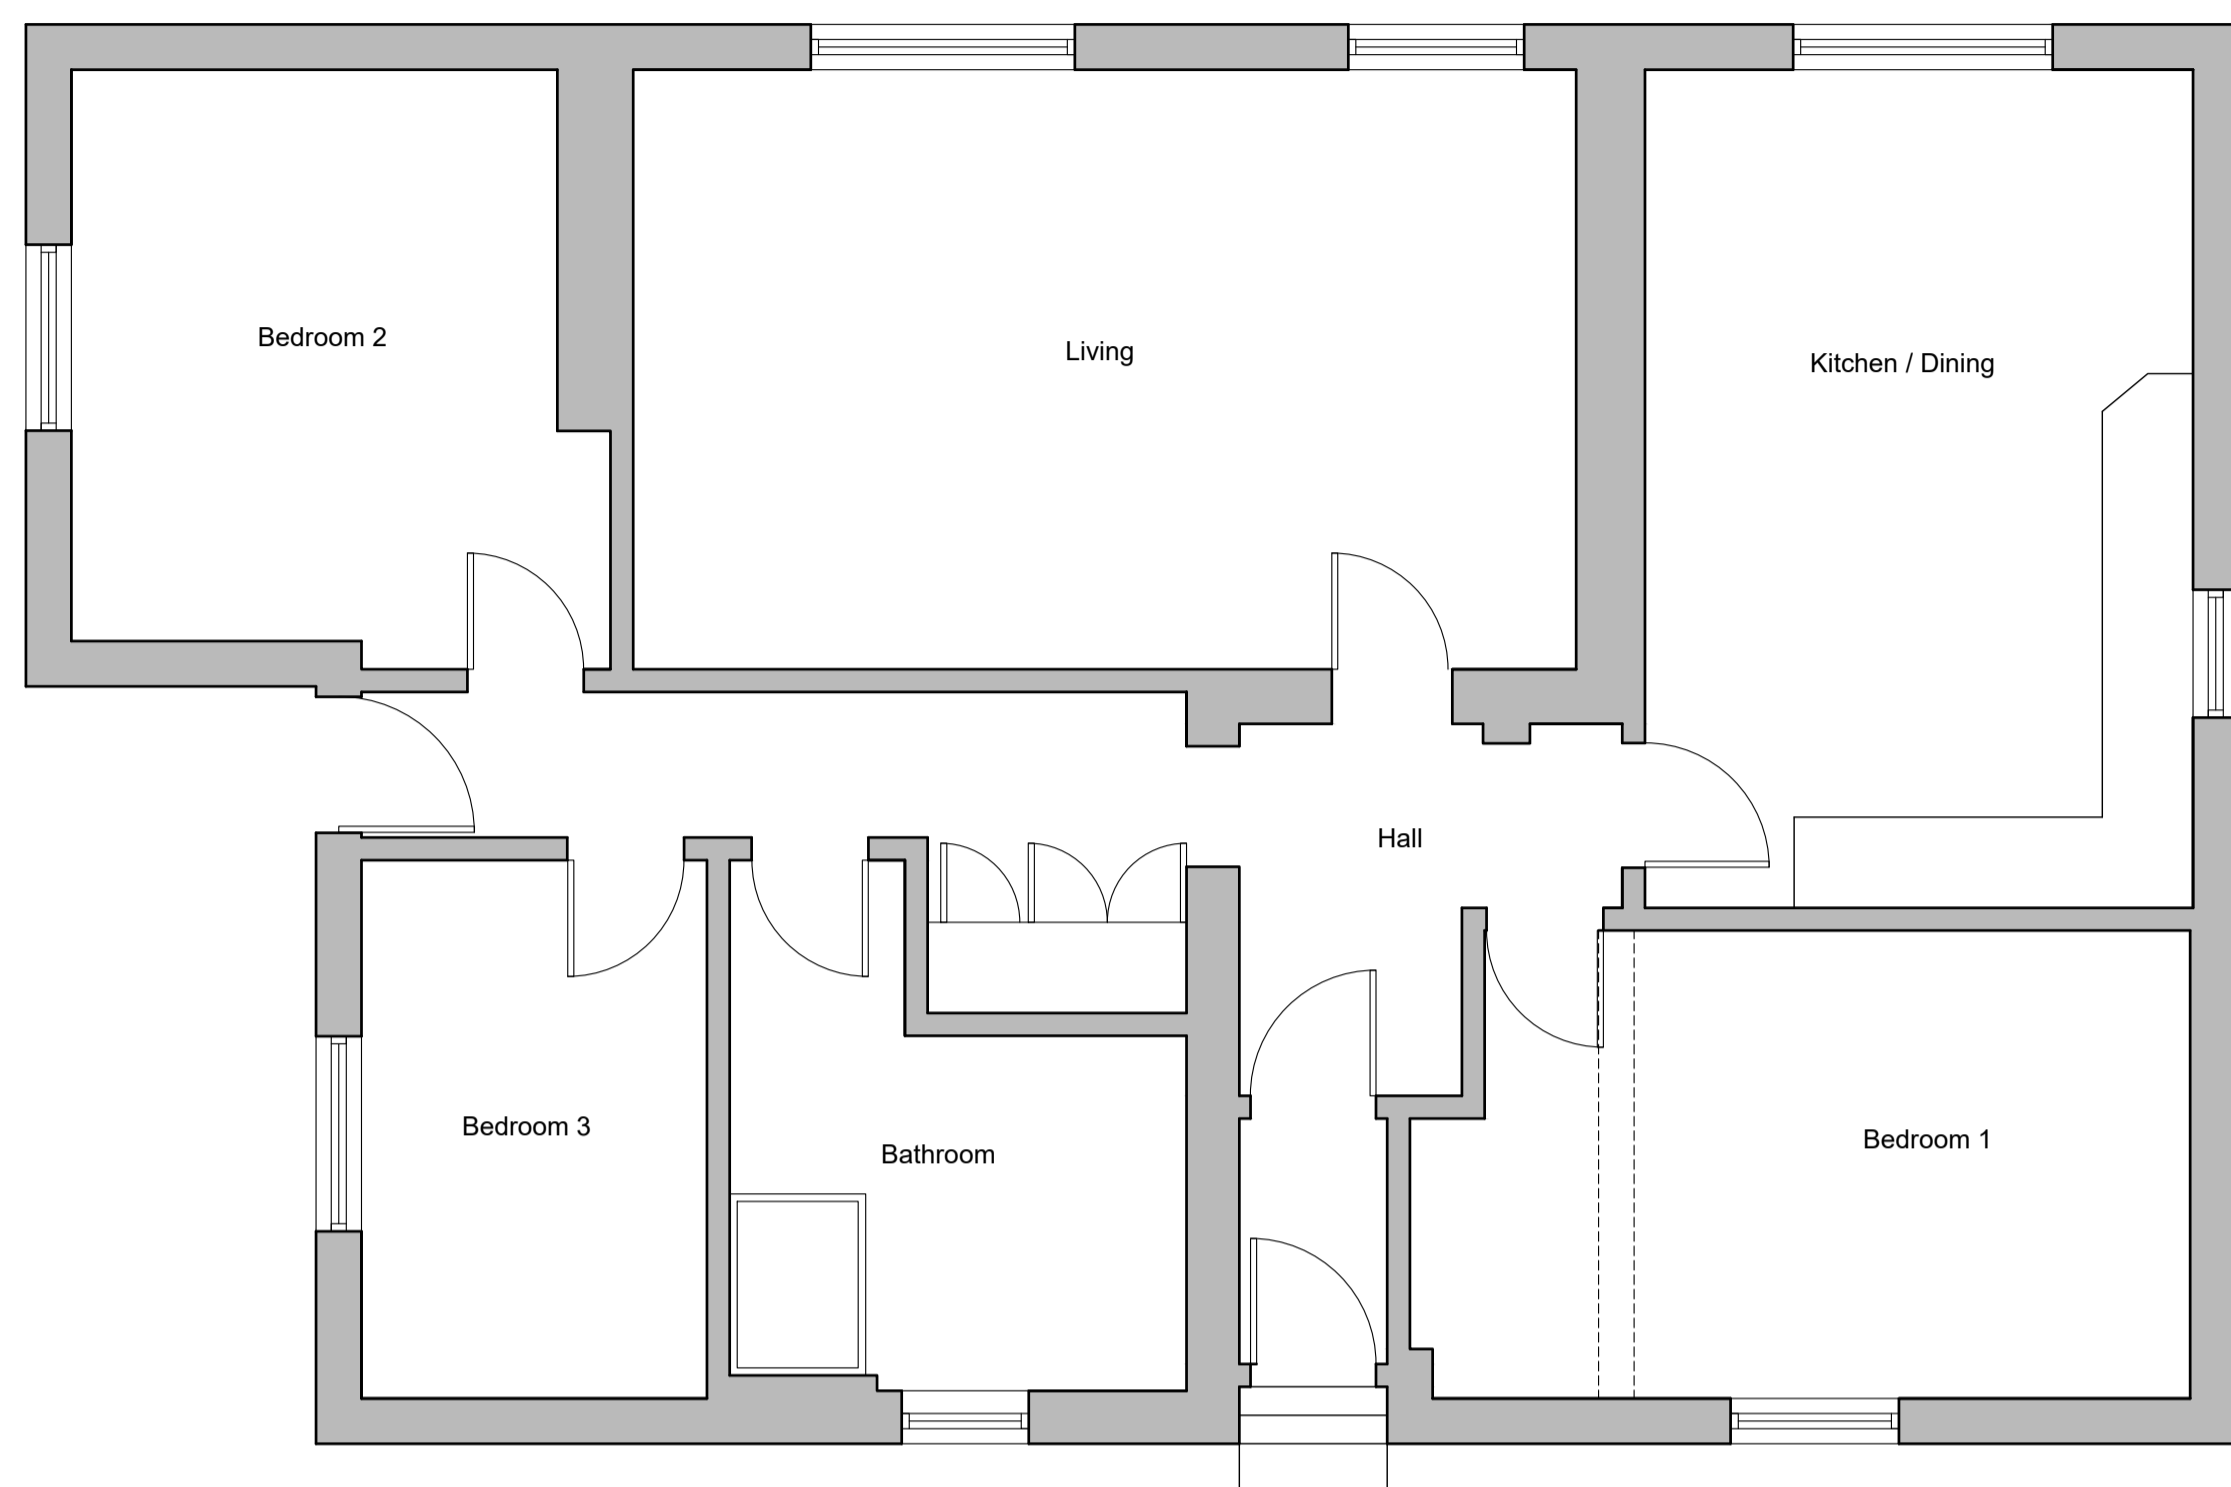 Bedroom 2
Living
Kitchen / Dining
Hall
Bedroom 3
Bathroom
Bedroom 1